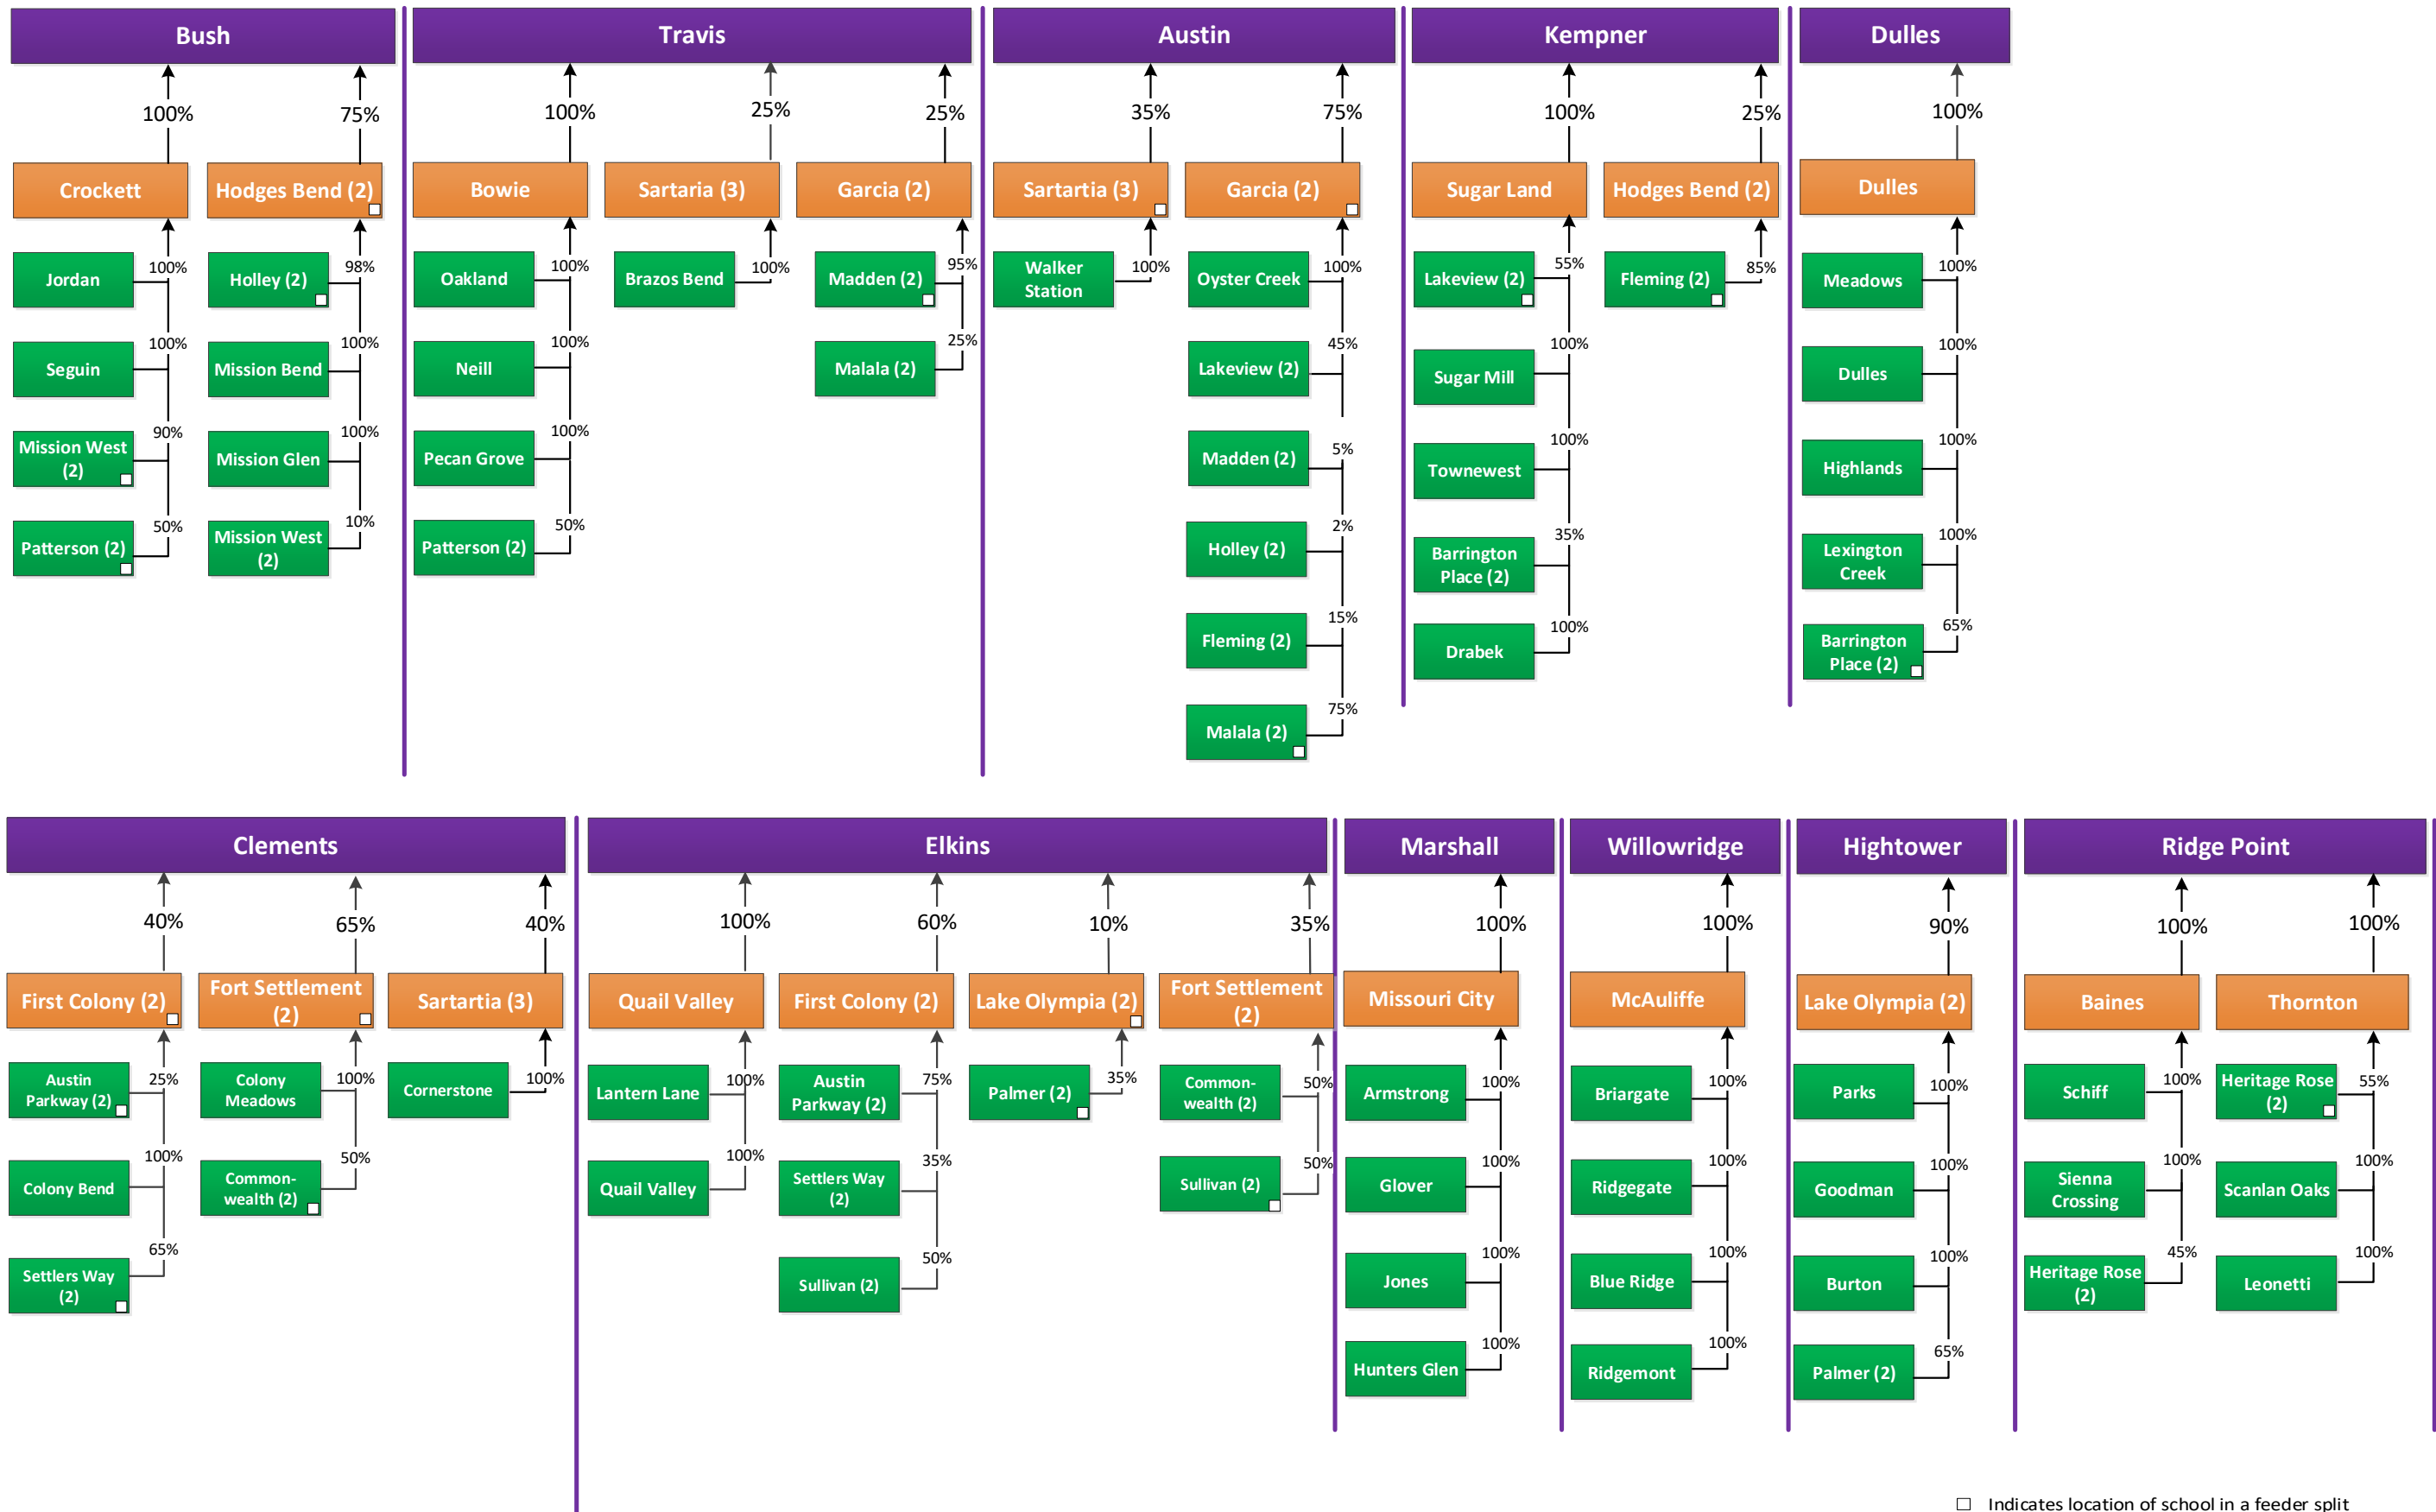 Bush
Travis
Austin
Kempner
Dulles
100%
75%
100%
25%
25%
35%
75%
100%
25%
100%
Crockett
Hodges Bend (2)
Bowie
Sartaria (3)
Garcia (2)
Sartartia (3)
Garcia (2)
Sugar Land
Hodges Bend (2)
Dulles
Jordan
100%
Seguin
100%
Mission West
(2)
90%
Patterson (2)
50%
Holley (2)
98%
Mission Bend
100%
Mission Glen
100%
Mission West
(2)
10%
Oakland
100%
Neill
100%
Pecan Grove
100%
Patterson (2)
50%
Brazos Bend
100%
Madden (2)
95%
Malala (2)
25%
Walker
Station
100%
Oyster Creek
100%
Lakeview (2)
45%
Madden (2)
5%
Holley (2)
2%
Fleming (2)
15%
Malala (2)
75%
Lakeview (2)
55%
Sugar Mill
100%
Townewest
100%
Barrington
Place (2)
35%
Drabek
100%
Fleming (2)
85%
Meadows
100%
Dulles
100%
Highlands
100%
Lexington
Creek
100%
Barrington
Place (2)
65%
Clements
Elkins
Marshall
Willowridge
Hightower
Ridge Point
40%
65%
40%
100%
60%
10%
35%
100%
100%
90%
100%
100%
First Colony (2)
Fort Settlement
(2)
Sartartia (3)
Quail Valley
First Colony (2)
Lake Olympia (2)
Fort Settlement
(2)
Missouri City
McAuliffe
Lake Olympia (2)
Baines
Thornton
Austin
Parkway (2)
25%
Colony Bend
100%
Settlers Way
(2)
65%
Colony
Meadows
100%
Common-
wealth (2)
50%
Cornerstone
100%
Lantern Lane
100%
Quail Valley
100%
Austin
Parkway (2)
75%
Settlers Way
(2)
35%
Sullivan (2)
50%
Palmer (2)
35%
Common-
wealth (2)
50%
Sullivan (2)
50%
Armstrong
100%
Glover
100%
Jones
100%
Hunters Glen
100%
Briargate
100%
Ridgegate
100%
Blue Ridge
100%
Ridgemont
100%
Parks
100%
Goodman
100%
Burton
100%
Palmer (2)
65%
Schiff
100%
Sienna
Crossing
100%
Heritage Rose
(2)
45%
Heritage Rose
(2)
55%
Scanlan Oaks
100%
Leonetti
100%
Indicates location of school in a feeder split